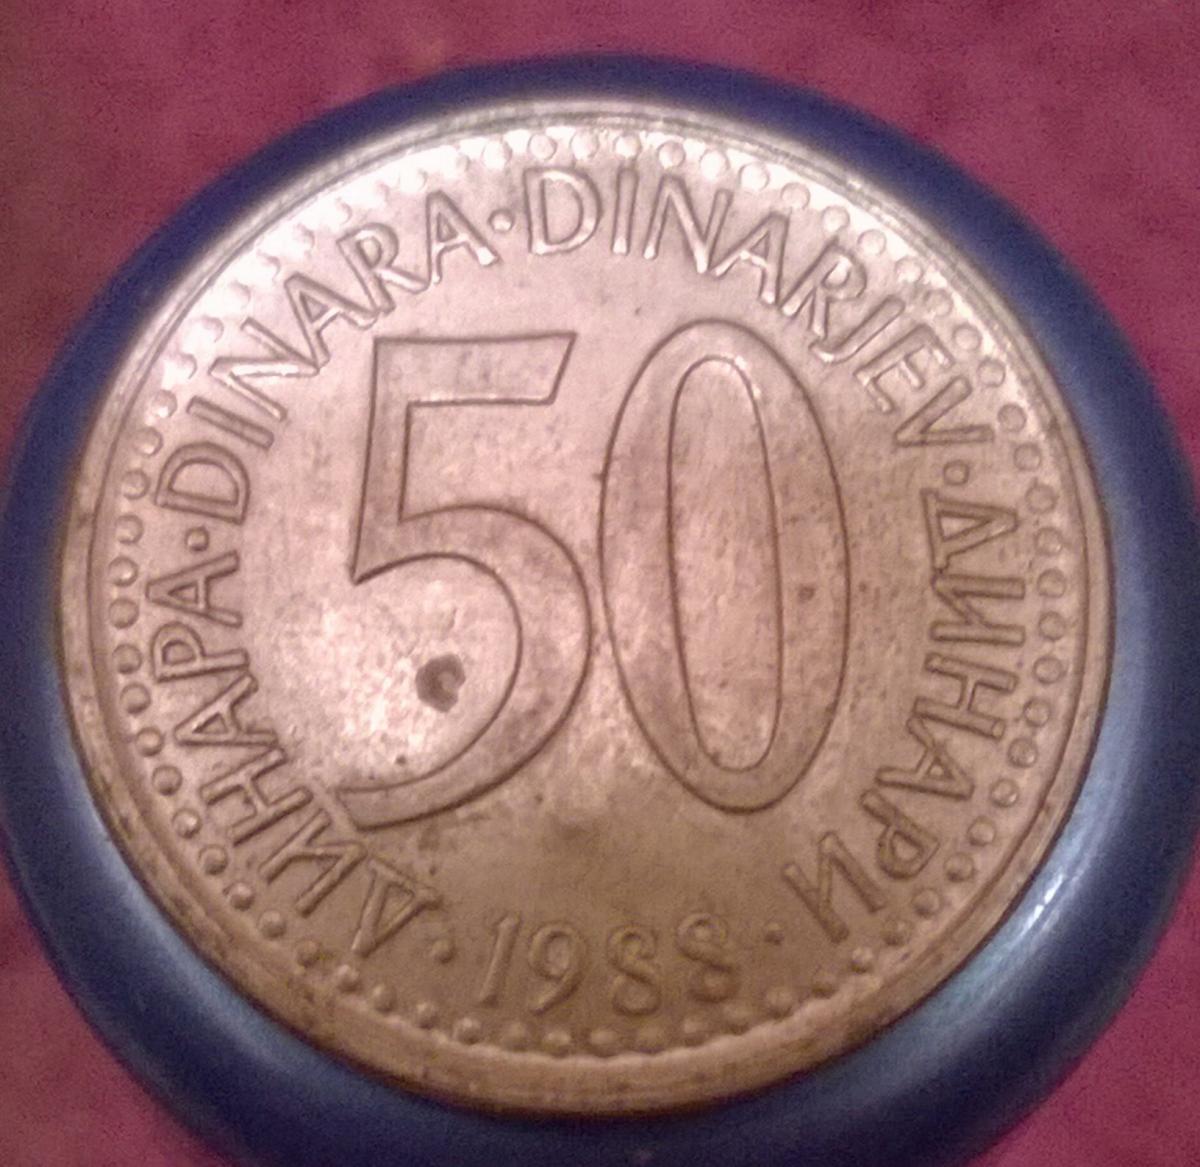 ДИНАРА · DINARA · DINARJEV · ДИНАРИ
50
· 1988 ·